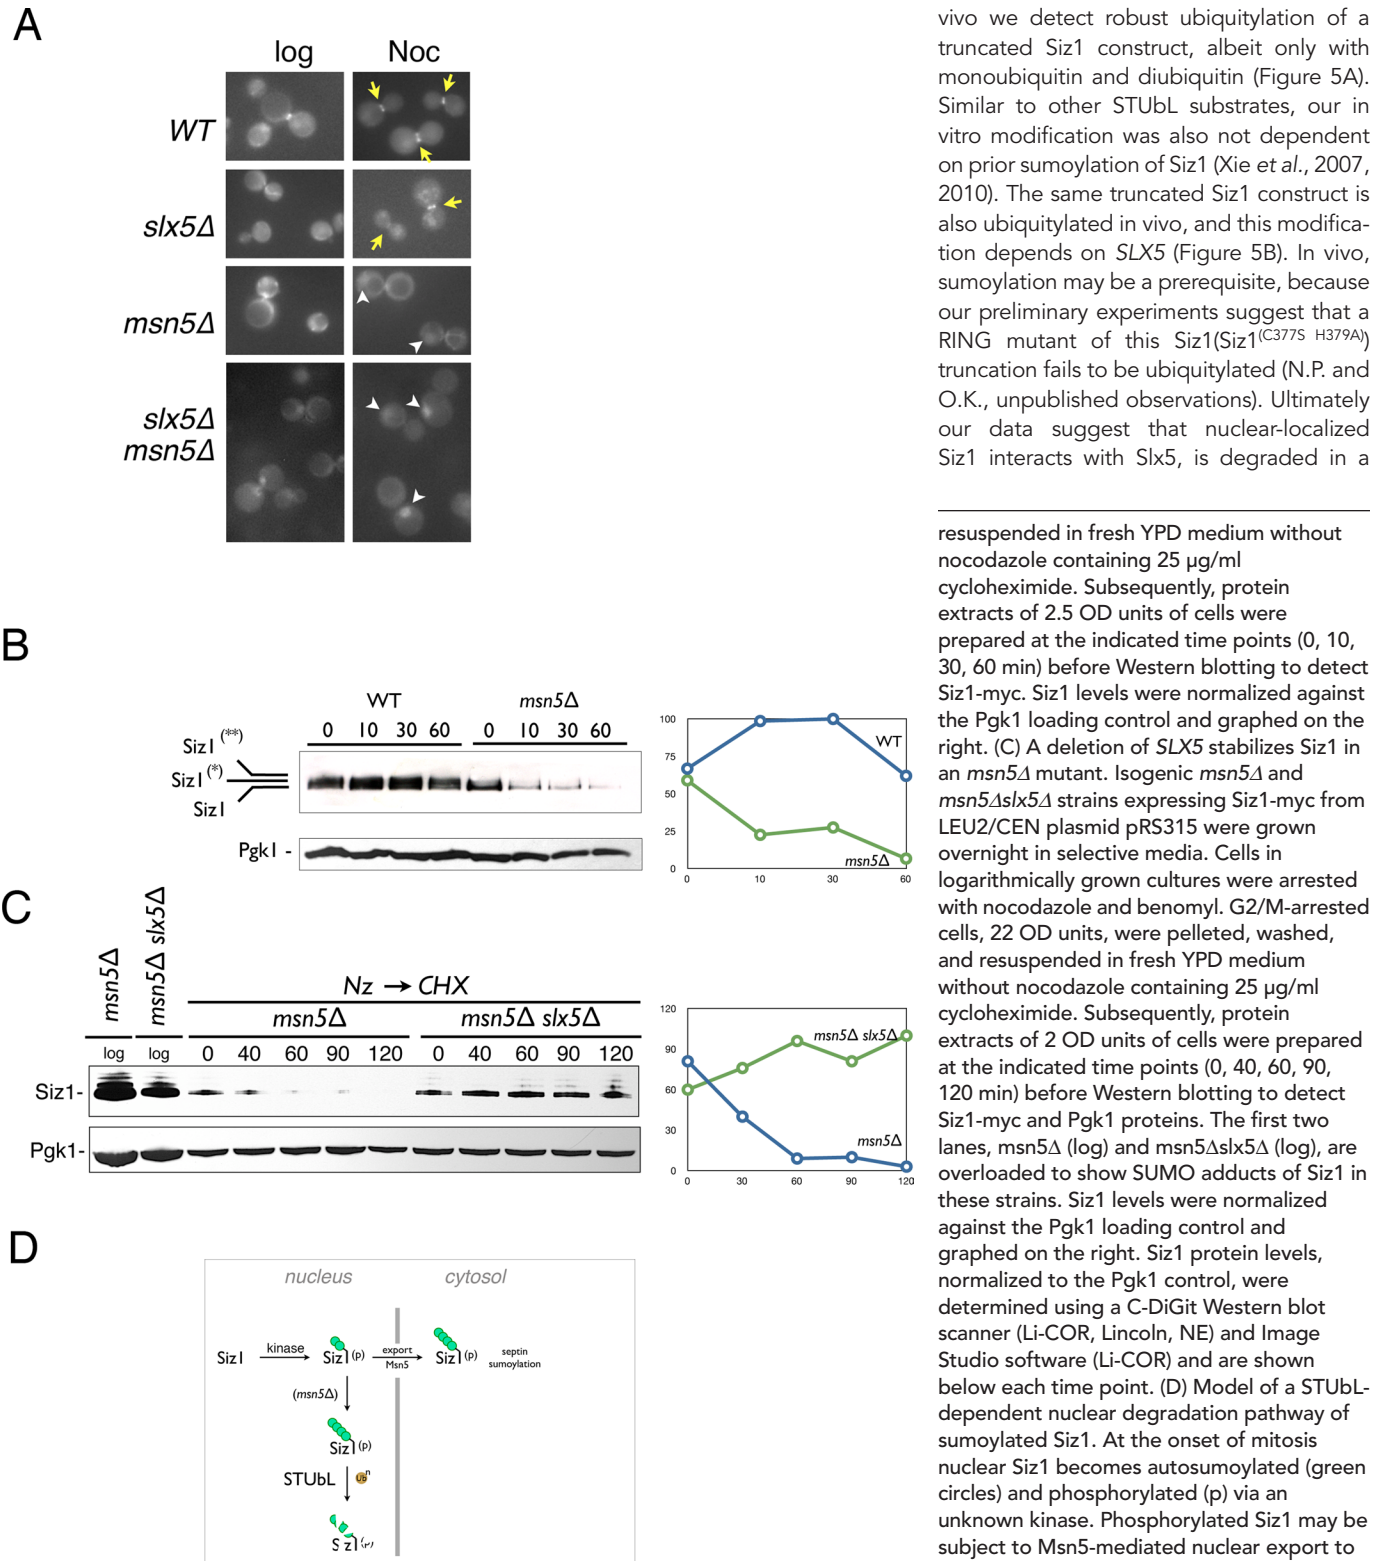 A
log Noc
WT
slx5Δ
msn5Δ
slx5Δ
msn5Δ
B
WT msn5Δ
0 10 30 60 0 10 30 60
Siz1 (**)
Siz1 (*)
Siz1
Pgk1 -
100
75
50
25
0
0 10 30 60
WT
msn5Δ
C
msn5Δ
msn5Δ slx5Δ
Nz → CHX
msn5Δ msn5Δ slx5Δ
log log 0 40 60 90 120 0 40 60 90 120
Siz1-
Pgk1-
120
90
60
30
0
0 30 60 90 120
msn5Δ slx5Δ
msn5Δ
D
nucleus cytosol
Siz1 kinase Siz1 (p) export Msn5 Siz1 (p) septin
sumoylation
(msn5Δ)
Siz1 (p)
STUbL Ub n
S z1 (p)
vivo we detect robust ubiquitylation of a
truncated Siz1 construct, albeit only with
monoubiquitin and diubiquitin (Figure 5A).
Similar to other STUbL substrates, our in
vitro modification was also not dependent
on prior sumoylation of Siz1 (Xie et al., 2007,
2010). The same truncated Siz1 construct is
also ubiquitylated in vivo, and this modifica-
tion depends on SLX5 (Figure 5B). In vivo,
sumoylation may be a prerequisite, because
our preliminary experiments suggest that a
RING mutant of this Siz1(Siz1(C377S H379A))
truncation fails to be ubiquitylated (N.P. and
O.K., unpublished observations). Ultimately
our data suggest that nuclear-localized
Siz1 interacts with Slx5, is degraded in a
resuspended in fresh YPD medium without
nocodazole containing 25 μg/ml
cycloheximide. Subsequently, protein
extracts of 2.5 OD units of cells were
prepared at the indicated time points (0, 10,
30, 60 min) before Western blotting to detect
Siz1-myc. Siz1 levels were normalized against
the Pgk1 loading control and graphed on the
right. (C) A deletion of SLX5 stabilizes Siz1 in
an msn5Δ mutant. Isogenic msn5Δ and
msn5Δslx5Δ strains expressing Siz1-myc from
LEU2/CEN plasmid pRS315 were grown
overnight in selective media. Cells in
logarithmically grown cultures were arrested
with nocodazole and benomyl. G2/M-arrested
cells, 22 OD units, were pelleted, washed,
and resuspended in fresh YPD medium
without nocodazole containing 25 μg/ml
cycloheximide. Subsequently, protein
extracts of 2 OD units of cells were prepared
at the indicated time points (0, 40, 60, 90,
120 min) before Western blotting to detect
Siz1-myc and Pgk1 proteins. The first two
lanes, msn5Δ (log) and msn5Δslx5Δ (log), are
overloaded to show SUMO adducts of Siz1 in
these strains. Siz1 levels were normalized
against the Pgk1 loading control and
graphed on the right. Siz1 protein levels,
normalized to the Pgk1 control, were
determined using a C-DiGit Western blot
scanner (Li-COR, Lincoln, NE) and Image
Studio software (Li-COR) and are shown
below each time point. (D) Model of a STUbL-
dependent nuclear degradation pathway of
sumoylated Siz1. At the onset of mitosis
nuclear Siz1 becomes autosumoylated (green
circles) and phosphorylated (p) via an
unknown kinase. Phosphorylated Siz1 may be
subject to Msn5-mediated nuclear export to